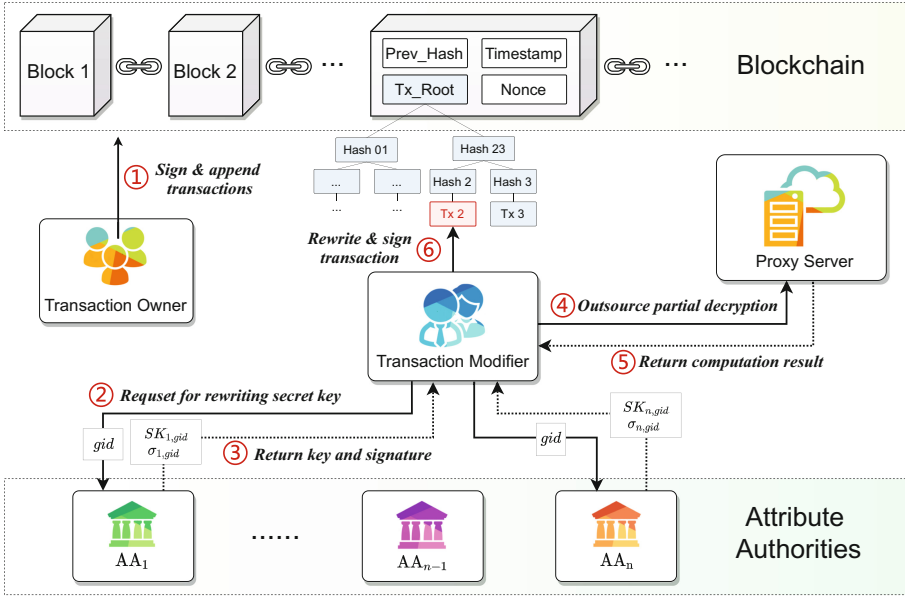 Block 1
Block 2
...
Prev_Hash
Timestamp
Tx_Root
Nonce
...
Blockchain
Hash 01
Hash 23
...
...
Hash 2
Hash 3
...
...
Tx 2
Tx 3
① Sign & append
transactions
Transaction Owner
Rewrite & sign
transaction
⑥
Transaction Modifier
Proxy Server
④ Outsource partial decryption
⑤ Return computation result
② Requset for rewriting secret key
gid
SK1,gid
σ1,gid
③ Return key and signature
gid
SKn,gid
σn,gid
AA1
......
AAn−1
AAn
Attribute
Authorities